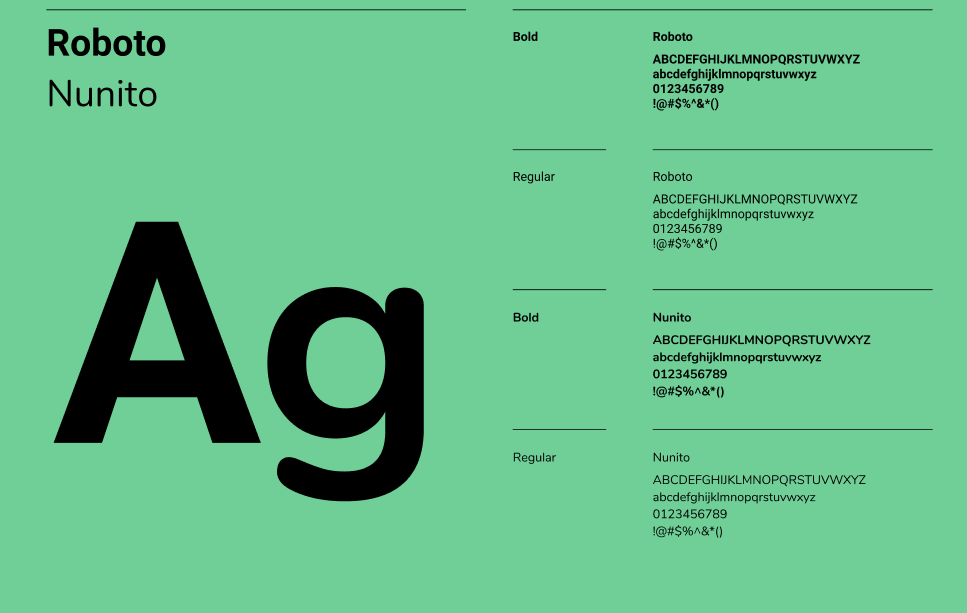 Roboto
Nunito
Ag
Bold
Roboto
ABCDEFGHIJKLMNOPQRSTUVWXYZ
abcdefghijklmnopqrstuvwxyz
0123456789
!@#$%^&*()
Regular
Roboto
ABCDEFGHIJKLMNOPQRSTUVWXYZ
abcdefghijklmnopqrstuvwxyz
0123456789
!@#$%^&*()
Bold
Nunito
ABCDEFGHIJKLMNOPQRSTUVWXYZ
abcdefghijklmnopqrstuvwxyz
0123456789
!@#$%^&*()
Regular
Nunito
ABCDEFGHIJKLMNOPQRSTUVWXYZ
abcdefghijklmnopqrstuvwxyz
0123456789
!@#$%^&*()